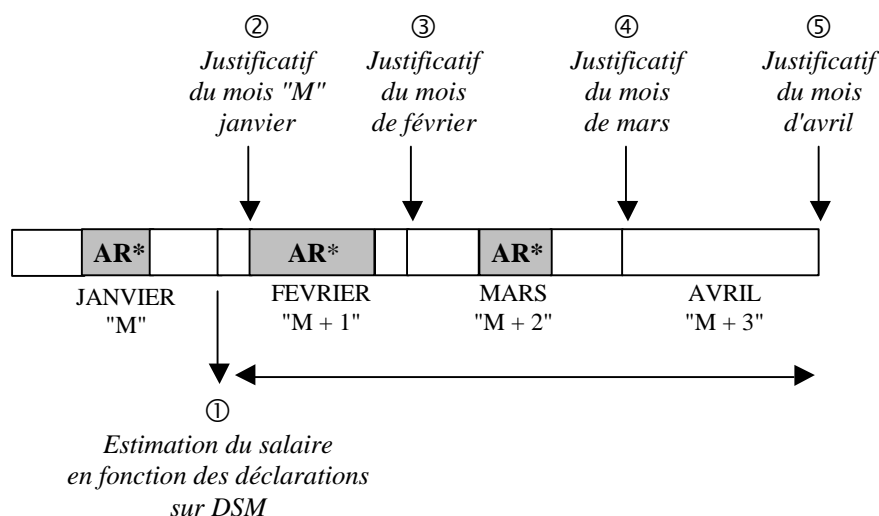 ②
Justificatif
du mois "M"
janvier
③
Justificatif
du mois
de février
④
Justificatif
du mois
de mars
⑤
Justificatif
du mois
d'avril
AR*
AR*
AR*
JANVIER
"M"
FEVRIER
"M + 1"
MARS
"M + 2"
AVRIL
"M + 3"
①
Estimation du salaire
en fonction des déclarations
sur DSM